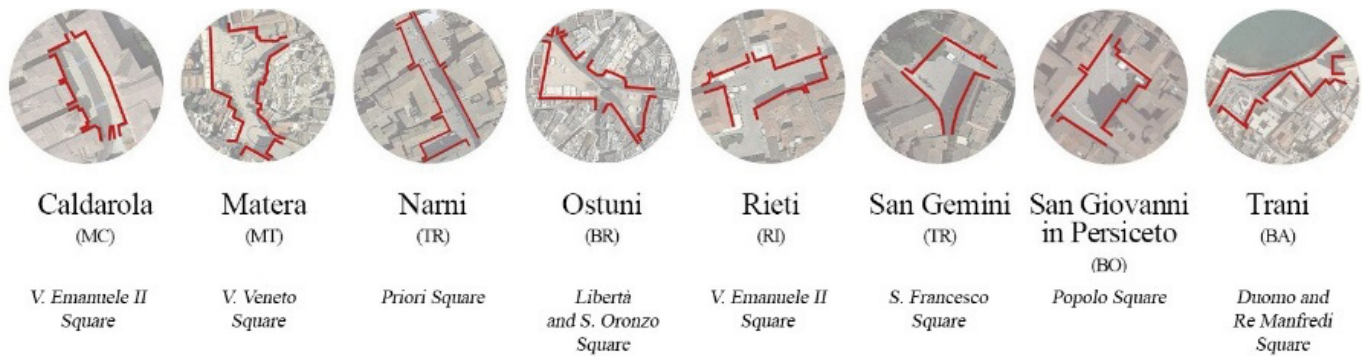 Caldarola
(MC)
V. Emanuele II
Square
Matera
(MT)
V. Veneto
Square
Narni
(TR)
Priori Square
Ostuni
(BR)
Libertà
and S. Oronzo
Square
Rieti
(RI)
V. Emanuele II
Square
San Gemini
(TR)
S. Francesco
Square
San Giovanni
in Persiceto
(BO)
Popolo Square
Trani
(BA)
Duomo and
Re Manfredi
Square